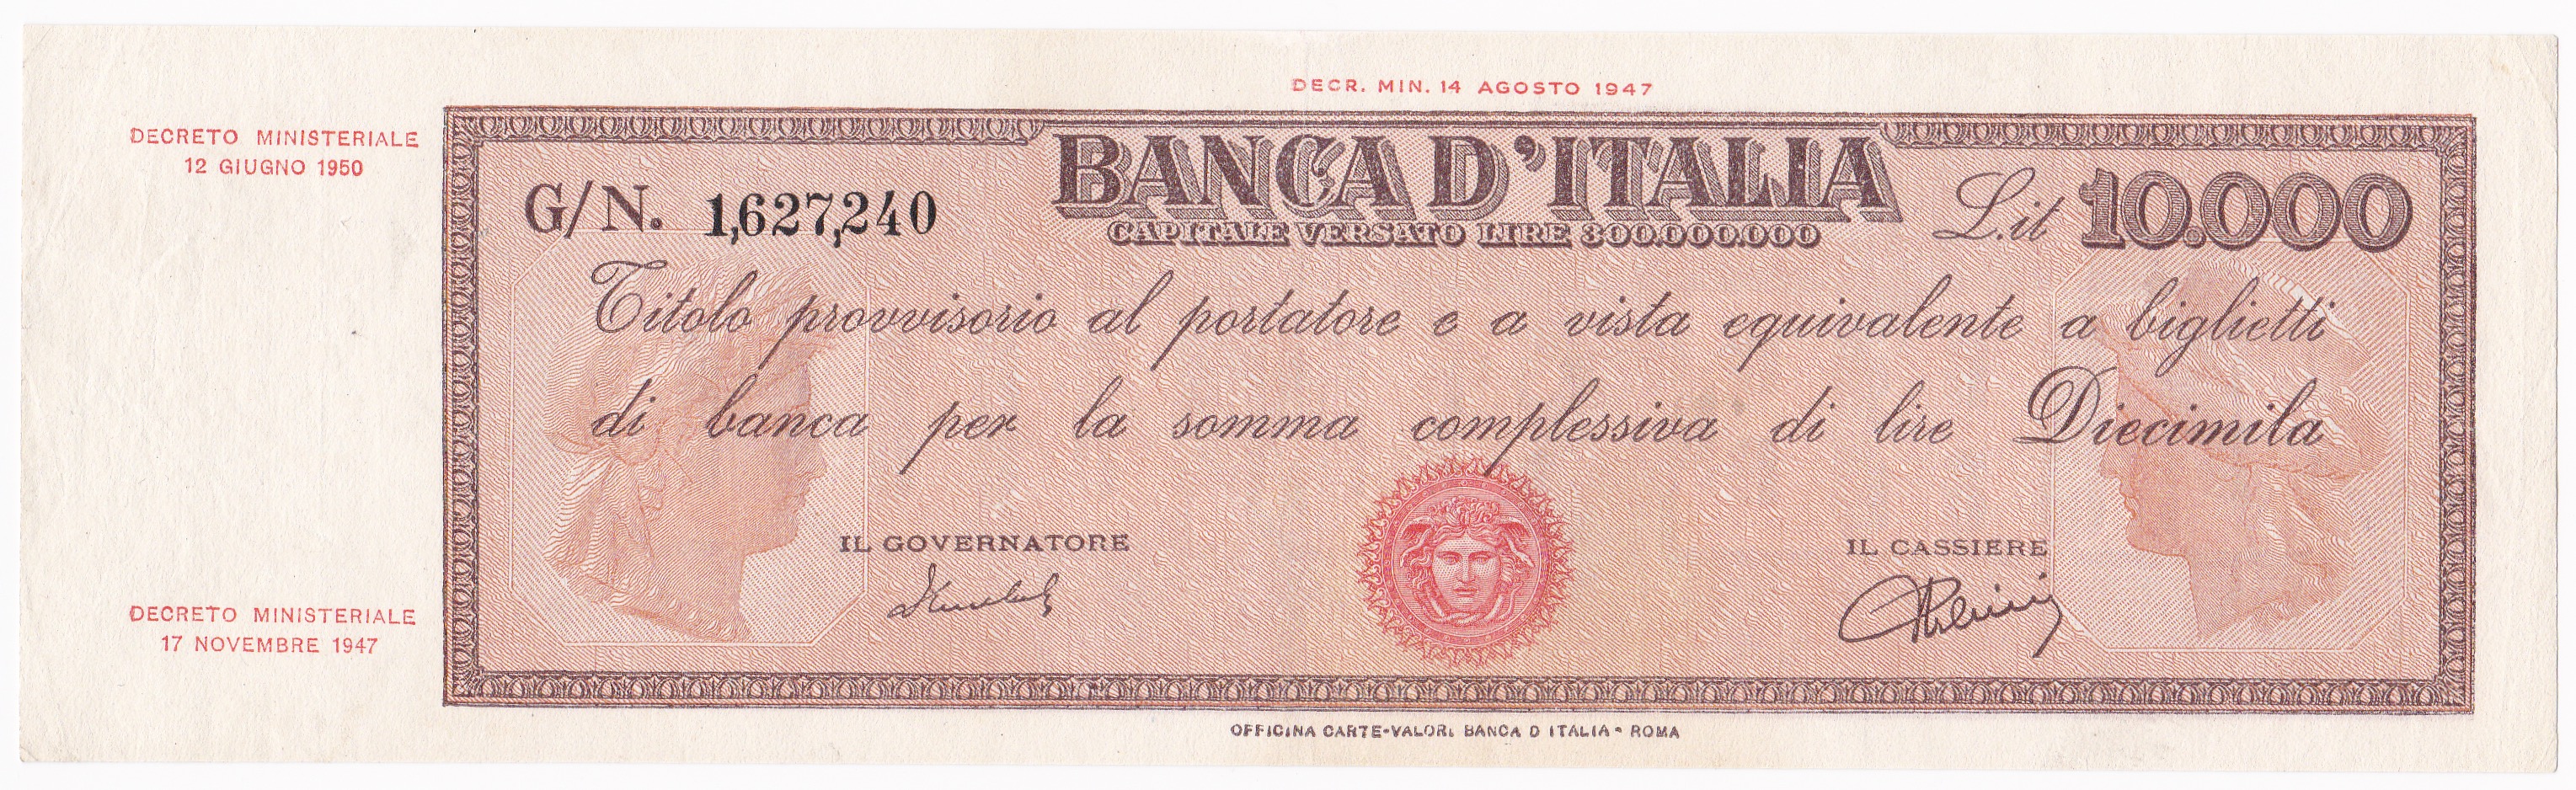 DECR. MIN. 14 AGOSTO 1947
DECRETO MINISTERIALE
12 GIUGNO 1950
BANCA D'ITALIA
CAPITALE VERSATO LIRE 300.000.000
G/N. 1,627,240
L.it 10.000
Titolo provvisorio al portatore e a vista equivalente a biglietti
di banca per la somma complessiva di lire Diecimila
IL GOVERNATORE
IL CASSIERE
DECRETO MINISTERIALE
17 NOVEMBRE 1947
OFFICINA CARTE-VALORI BANCA D ITALIA - ROMA